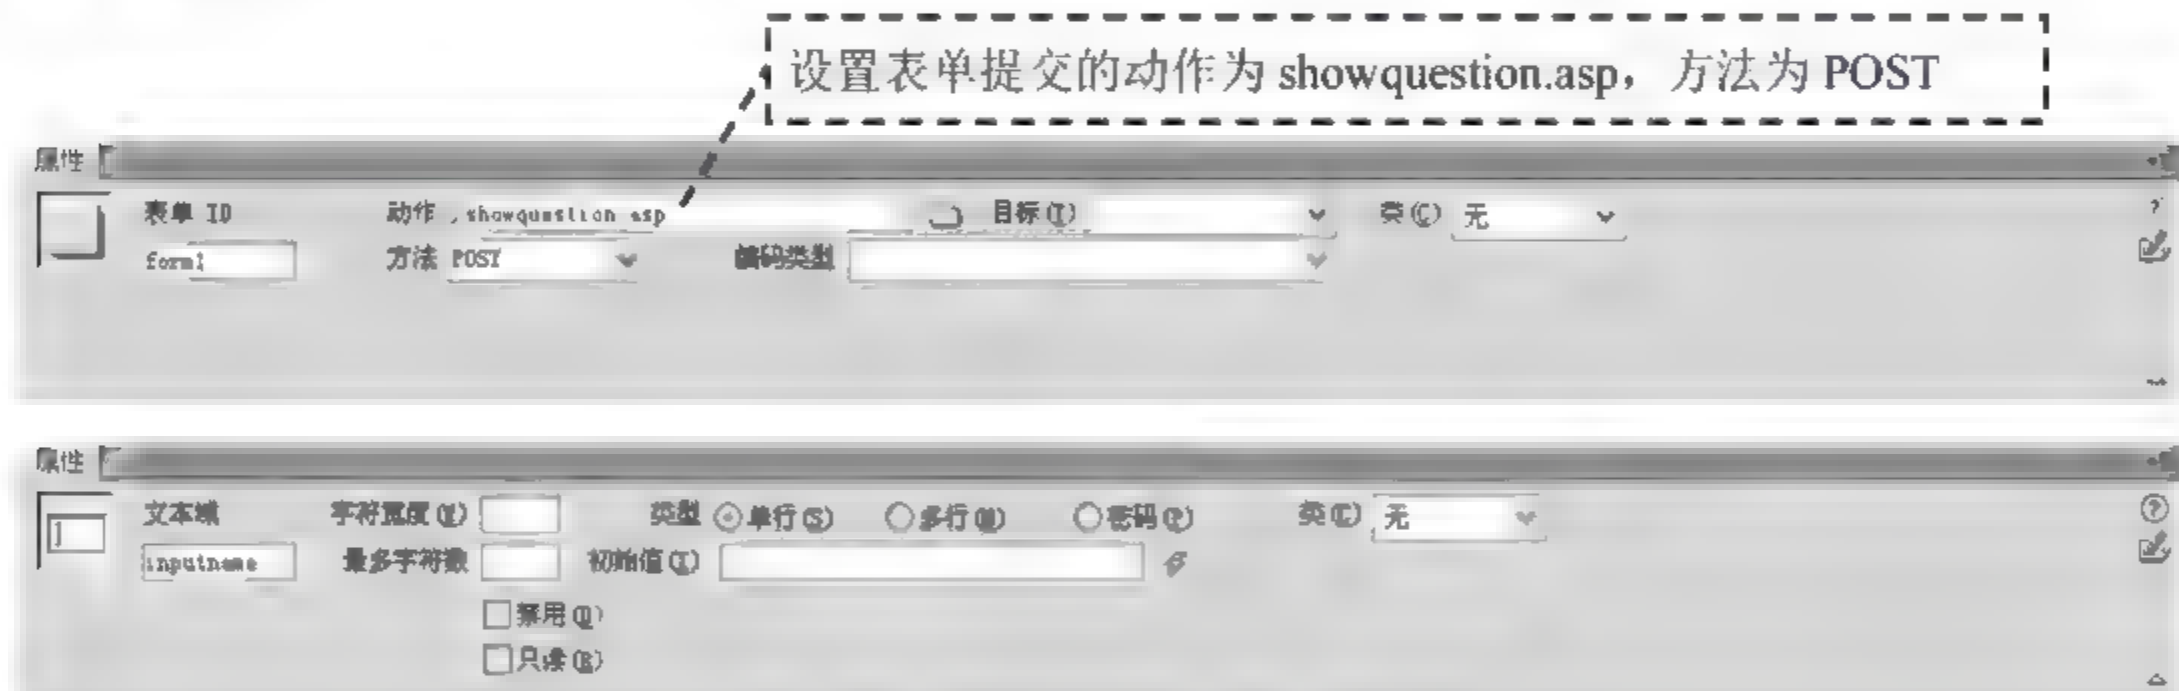 设置表单提交的动作为 showquestion.asp，方法为 POST
属性
表单 ID 动作 showquestion.asp 目标(T) 类(C) 无
form1 方法 POST 编码类型
属性
文本域 字符宽度(W) 类型 单行(S) 多行(M) 密码(P) 类(C) 无
inputname 最多字符数 初始值(T)
禁用(D)
只读(R)